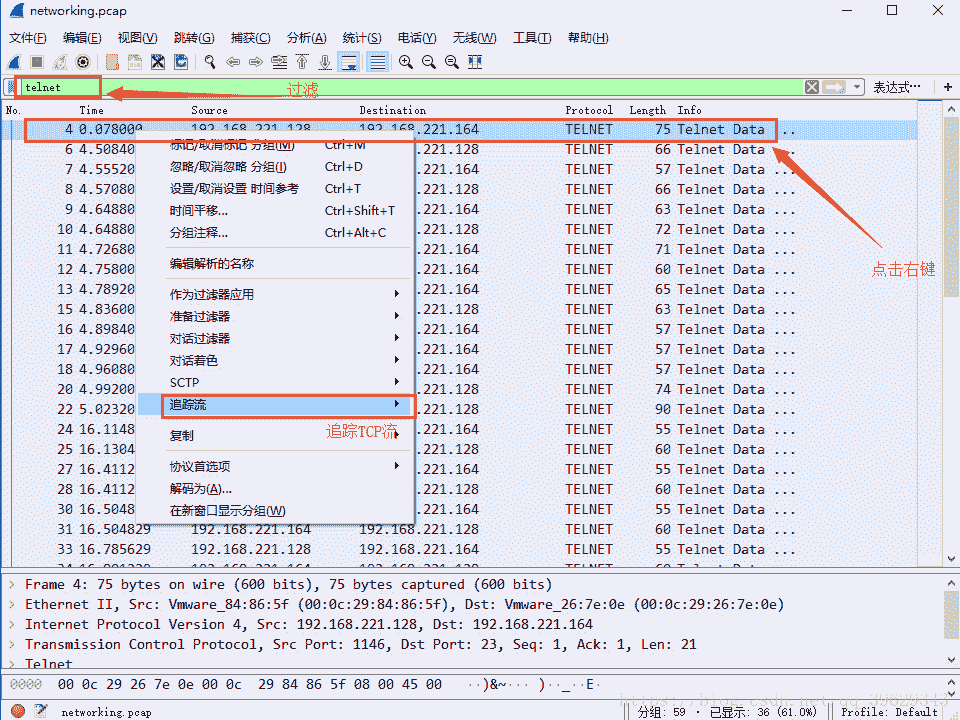 networking.pcap
文件(F) 编辑(E) 视图(V) 跳转(G) 捕获(C) 分析(A) 统计(S) 电话(Y) 无线(W) 工具(T) 帮助(H)
telnet 过滤 表达式…
No. Time Source Destination Protocol Length Info
4 0.078000 192.168.221.128 192.168.221.164 TELNET 75 Telnet Data ..
标记/取消标记 分组(M) Ctrl+M
6 4.50840 .221.128 TELNET 66 Telnet Data ...
忽略/取消忽略 分组(I) Ctrl+D
7 4.55520 .221.164 TELNET 57 Telnet Data ...
设置/取消设置 时间参考 Ctrl+T
8 4.57080 .221.128 TELNET 66 Telnet Data ...
时间平移... Ctrl+Shift+T
9 4.64880 .221.164 TELNET 63 Telnet Data ...
分组注释... Ctrl+Alt+C
10 4.64880 .221.128 TELNET 72 Telnet Data ...
11 4.72680 .221.164 TELNET 71 Telnet Data ...
编辑解析的名称
12 4.75800 .221.164 TELNET 60 Telnet Data ...
点击右键
13 4.78920 .221.164 TELNET 65 Telnet Data ...
作为过滤器应用
15 4.83600 .221.128 TELNET 63 Telnet Data ...
准备过滤器
16 4.89840 .221.164 TELNET 57 Telnet Data ...
对话过滤器
17 4.92960 .221.164 TELNET 57 Telnet Data ...
对话着色
18 4.96080 .221.164 TELNET 57 Telnet Data ...
SCTP
20 4.99200 .221.128 TELNET 74 Telnet Data ...
追踪流
22 5.02320 .221.128 TELNET 90 Telnet Data ...
24 16.1148 .221.164 TELNET 55 Telnet Data ...
复制 追踪TCP流
25 16.1304 .221.128 TELNET 60 Telnet Data ...
27 16.4112 .221.164 TELNET 55 Telnet Data ...
协议首选项
28 16.4112 .221.128 TELNET 60 Telnet Data ...
解码为(A)...
30 16.5048 .221.164 TELNET 55 Telnet Data ...
在新窗口显示分组(W)
31 16.504829 192.168.221.164 192.168.221.128 TELNET 60 Telnet Data ...
33 16.785629 192.168.221.128 192.168.221.164 TELNET 55 Telnet Data ...
Frame 4: 75 bytes on wire (600 bits), 75 bytes captured (600 bits)
Ethernet II, Src: Vmware_84:86:5f (00:0c:29:84:86:5f), Dst: Vmware_26:7e:0e (00:0c:29:26:7e:0e)
Internet Protocol Version 4, Src: 192.168.221.128, Dst: 192.168.221.164
Transmission Control Protocol, Src Port: 1146, Dst Port: 23, Seq: 1, Ack: 1, Len: 21
Telnet
0000 00 0c 29 26 7e 0e 00 0c 29 84 86 5f 08 00 45 00 ··)&~··· )··_··E·
networking.pcap 分组: 59 · 已显示: 36 (61.0%) Profile: Default